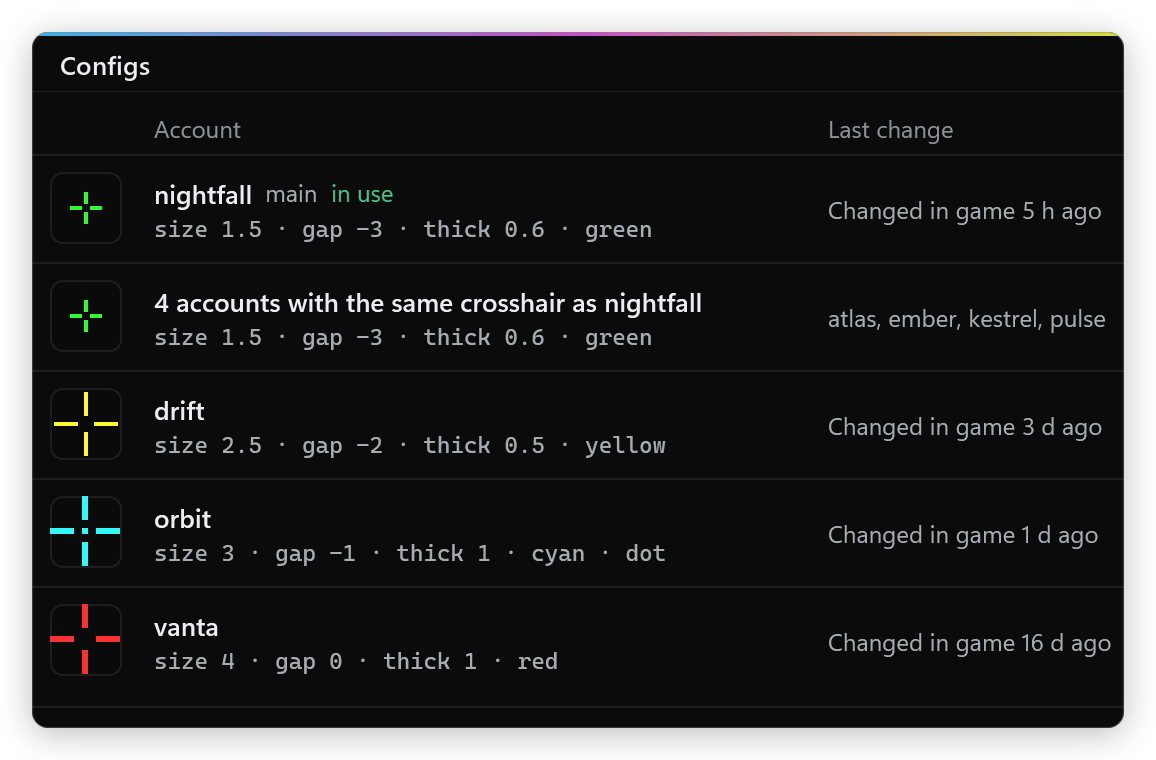 Configs
Account Last change
nightfall main in use
size 1.5 · gap −3 · thick 0.6 · green
Changed in game 5 h ago
4 accounts with the same crosshair as nightfall
size 1.5 · gap −3 · thick 0.6 · green
atlas, ember, kestrel, pulse
drift
size 2.5 · gap −2 · thick 0.5 · yellow
Changed in game 3 d ago
orbit
size 3 · gap −1 · thick 1 · cyan · dot
Changed in game 1 d ago
vanta
size 4 · gap 0 · thick 1 · red
Changed in game 16 d ago